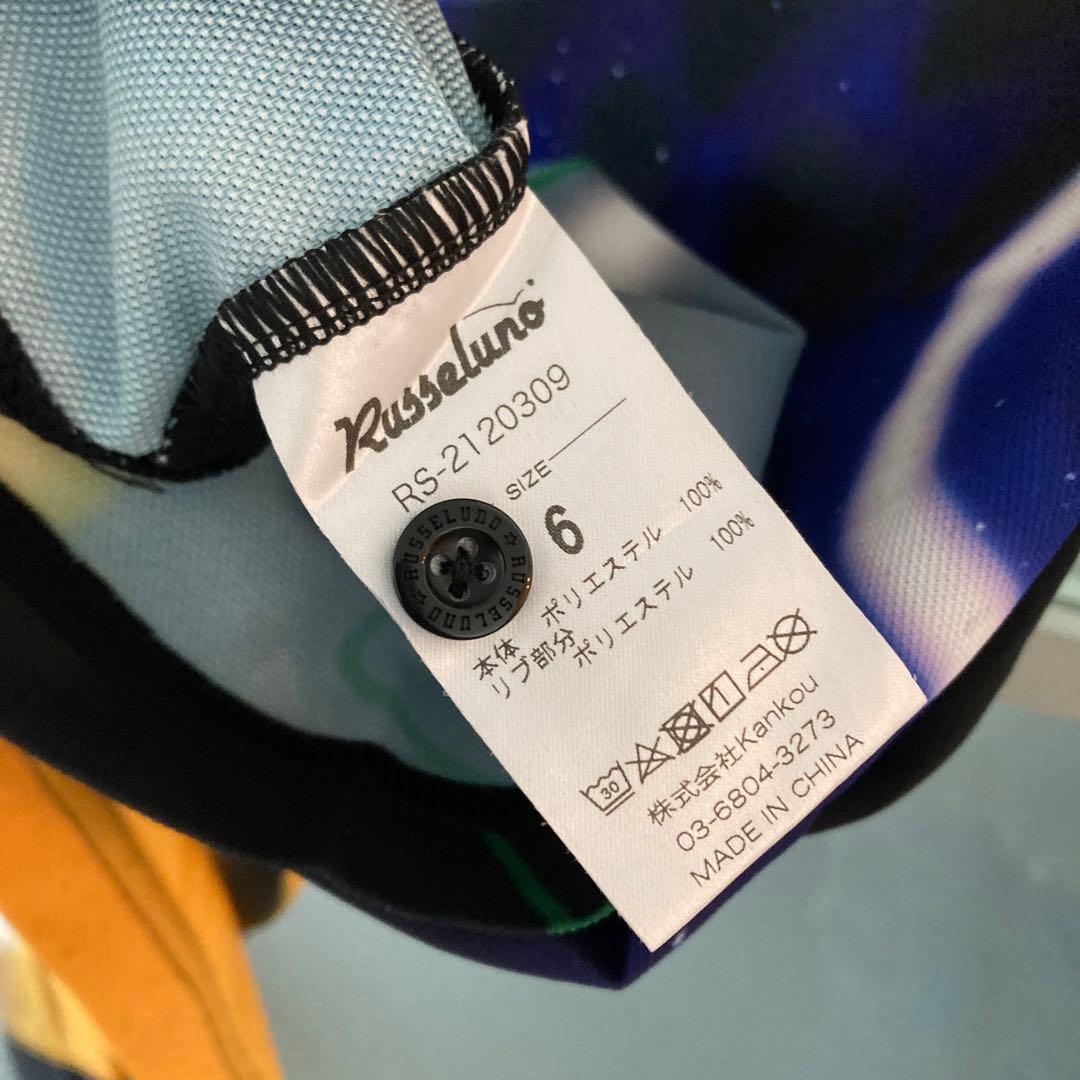 Russeluno
RS-2120309
SIZE
6
本体 ポリエステル 100%
リブ部分 ポリエステル 100%
30
株式会社Kankou
03-6804-3273
MADE IN CHINA
RUSSELUNO ★ RUSSELUNO ★